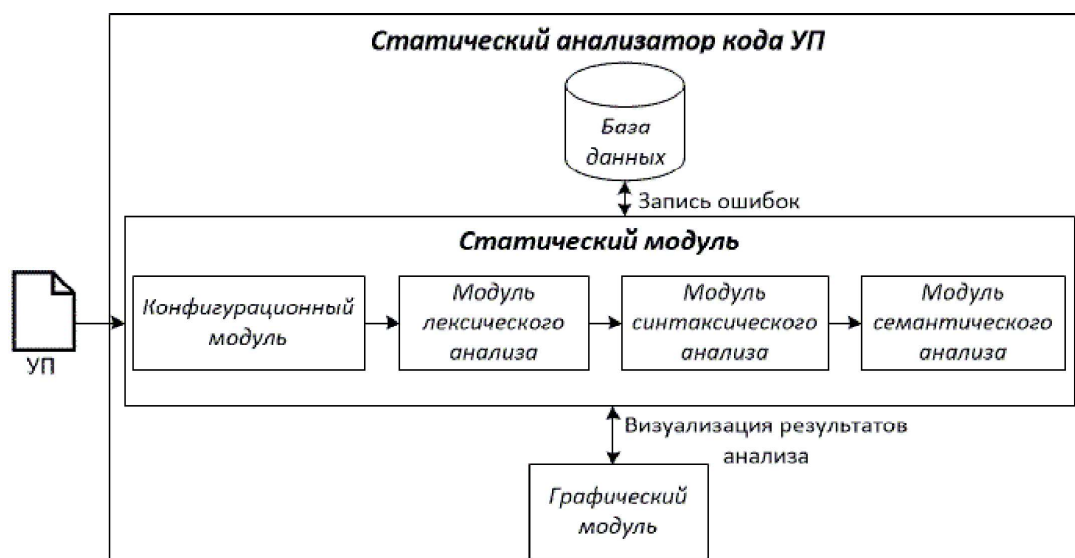 Статический анализатор кода УП
База
данных
Запись ошибок
Статический модуль
УП
Конфигурационный
модуль
Модуль
лексического
анализа
Модуль
синтаксического
анализа
Модуль
семантического
анализа
Визуализация результатов
анализа
Графический
модуль